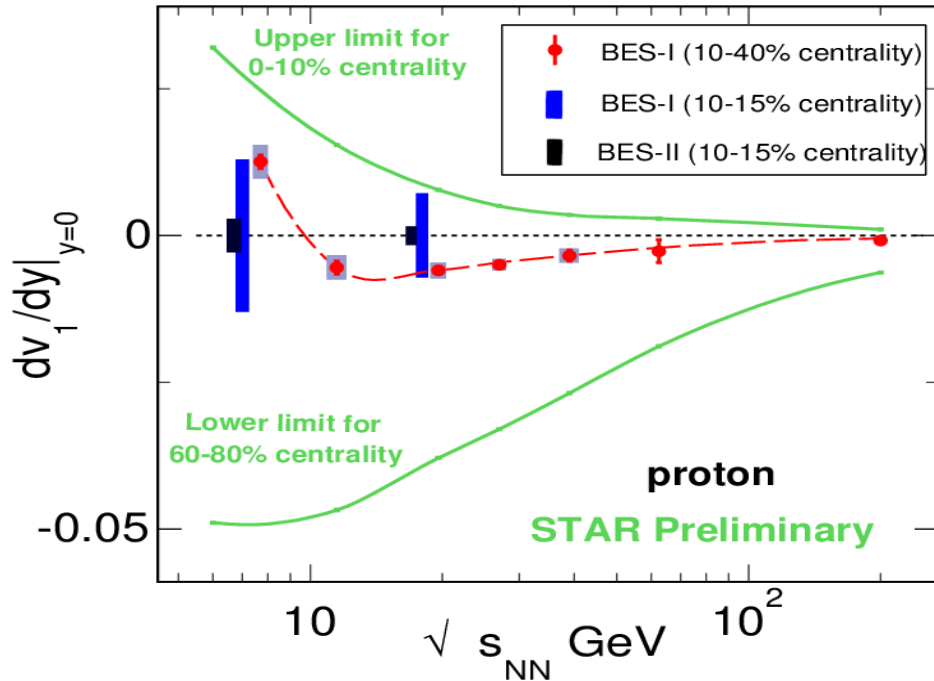 Upper limit for
0-10% centrality
BES-I (10-40% centrality)
BES-I (10-15% centrality)
BES-II (10-15% centrality)
0
dv₁/dy|y=0
Lower limit for
60-80% centrality
proton
-0.05
STAR Preliminary
10
10²
√ sNN GeV